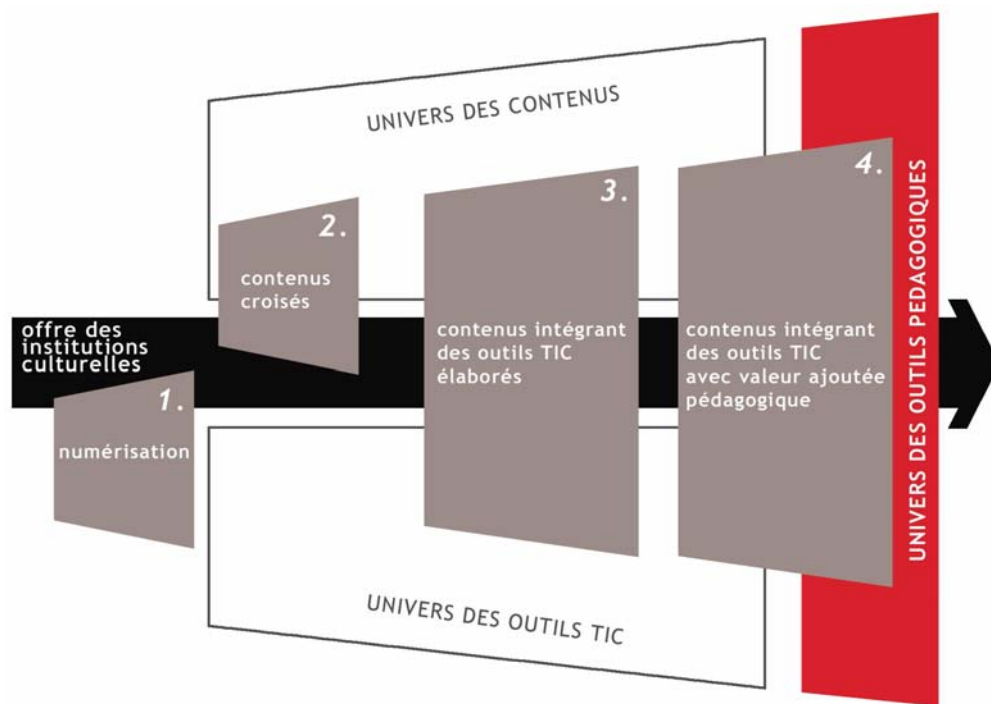 UNIVERS DES CONTENUS
offre des
institutions
culturelles
1.
numérisation
2.
contenus
croisés
3.
contenus intégrant
des outils TIC
élaborés
4.
contenus intégrant
des outils TIC
avec valeur ajoutée
pédagogique
UNIVERS DES OUTILS PEDAGOGIQUES
UNIVERS DES OUTILS TIC